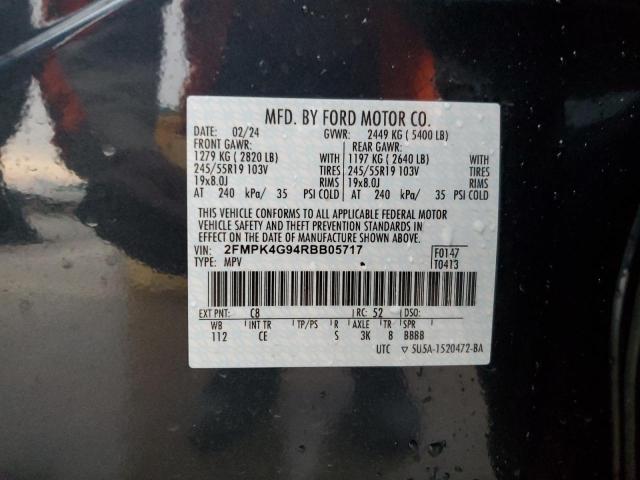 MFD. BY FORD MOTOR CO.
DATE: 02/24 GVWR: 2449 KG ( 5400 LB)
FRONT GAWR: REAR GAWR:
1279 KG ( 2820 LB) WITH 1197 KG ( 2640 LB) WITH
245/55R19 103V TIRES 245/55R19 103V TIRES
19x8.0J RIMS 19x8.0J RIMS
AT 240 kPa/ 35 PSI COLD AT 240 kPa/ 35 PSI COLD
THIS VEHICLE CONFORMS TO ALL APPLICABLE FEDERAL MOTOR
VEHICLE SAFETY AND THEFT PREVENTION STANDARDS IN
EFFECT ON THE DATE OF MANUFACTURE SHOWN ABOVE.
VIN: 2FMPK4G94RBB05717 F0147
TYPE: MPV T0413
EXT PNT: C8 RC: 52 DSO:
WB INT TR TP/PS R AXLE TR SPR
112 CE S 3K 8 BBBB
UTC ▽ 5U5A-1520472-BA